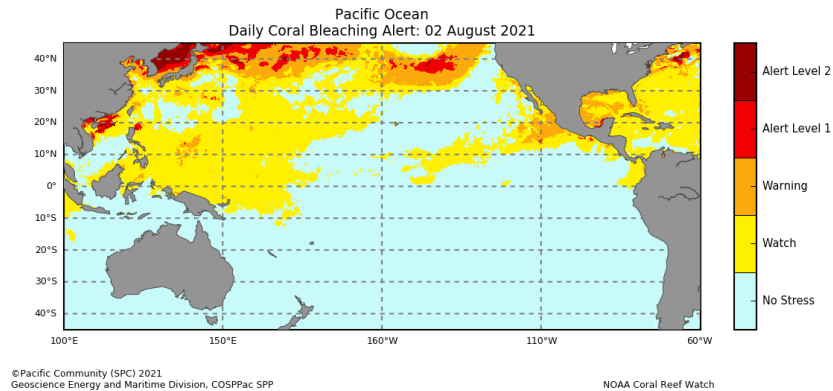 Pacific Ocean
Daily Coral Bleaching Alert: 02 August 2021
40°N
30°N
20°N
10°N
0°
10°S
20°S
30°S
40°S
100°E
150°E
160°W
110°W
60°W
Alert Level 2
Alert Level 1
Warning
Watch
No Stress
©Pacific Community (SPC) 2021
Geoscience Energy and Maritime Division, COSPPac SPP
NOAA Coral Reef Watch